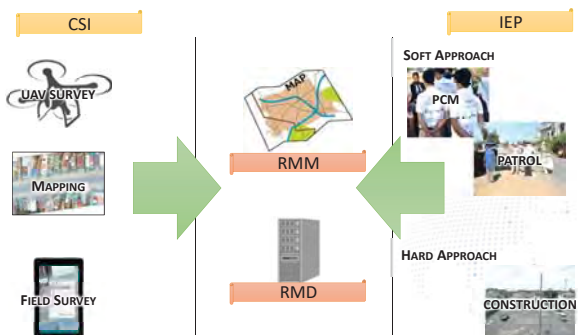 CSI
UAV SURVEY
MAPPING
FIELD SURVEY
MAP
RMM
RMD
IEP
SOFT APPROACH
PCM
PATROL
HARD APPROACH
CONSTRUCTION